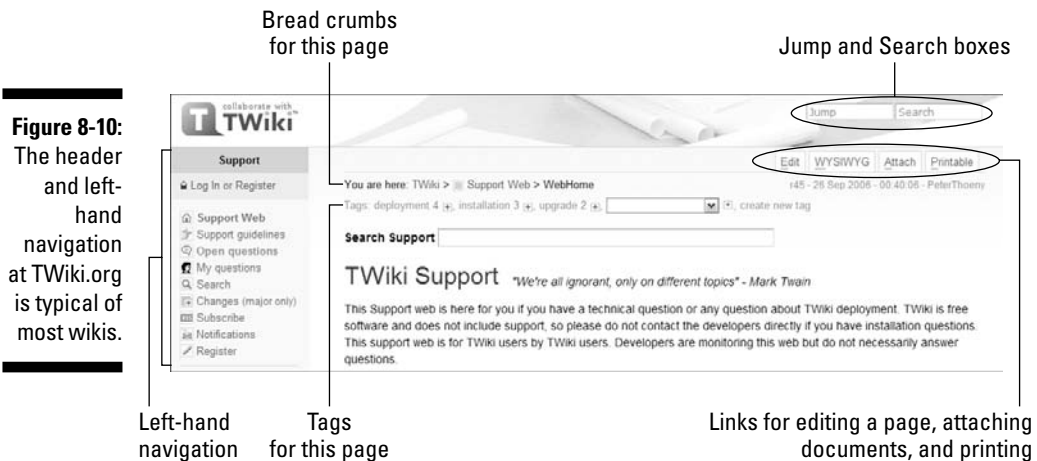 Bread crumbs
for this page
Jump and Search boxes
Figure 8-10:
The header
and left-
hand
navigation
at TWiki.org
is typical of
most wikis.
collaborate with
TWiki™
Jump
Search
Support
Edit WYSIWYG Attach Printable
Log In or Register
You are here: TWiki > Support Web > WebHome
r45 - 26 Sep 2006 - 00:40:06 - PeterThoeny
Tags: deployment 4 +, installation 3 +, upgrade 2 +, +, create new tag
Support Web
Support guidelines
Open questions
My questions
Search
Changes (major only)
Subscribe
Notifications
Register
Search Support
TWiki Support "We're all ignorant, only on different topics" - Mark Twain
This Support web is here for you if you have a technical question or any question about TWiki deployment. TWiki is free
software and does not include support, so please do not contact the developers directly if you have installation questions.
This support web is for TWiki users by TWiki users. Developers are monitoring this web but do not necessarily answer
questions.
Left-hand
navigation
Tags
for this page
Links for editing a page, attaching
documents, and printing